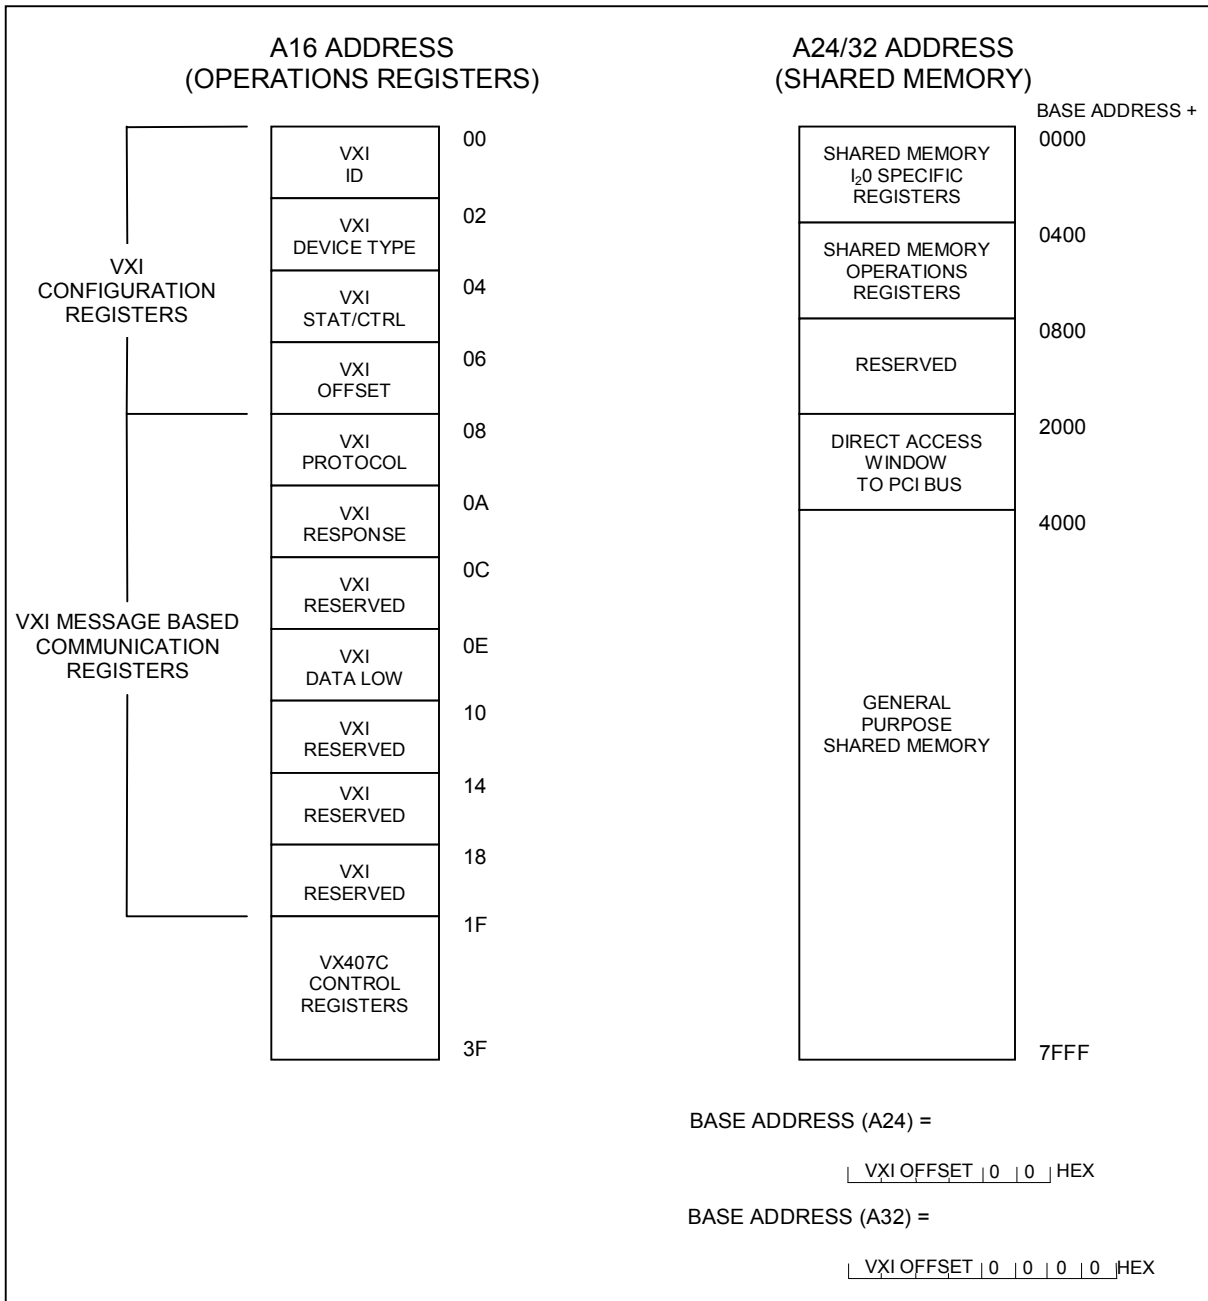 A16 ADDRESS
(OPERATIONS REGISTERS)
VXI
CONFIGURATION
REGISTERS
VXI MESSAGE BASED
COMMUNICATION
REGISTERS
VXI
ID
00
VXI
DEVICE TYPE
02
VXI
STAT/CTRL
04
VXI
OFFSET
06
VXI
PROTOCOL
08
VXI
RESPONSE
0A
VXI
RESERVED
0C
VXI
DATA LOW
0E
VXI
RESERVED
10
VXI
RESERVED
14
VXI
RESERVED
18
VX407C
CONTROL
REGISTERS
1F
3F
A24/32 ADDRESS
(SHARED MEMORY)
BASE ADDRESS +
SHARED MEMORY
I₂0 SPECIFIC
REGISTERS
0000
SHARED MEMORY
OPERATIONS
REGISTERS
0400
RESERVED
0800
DIRECT ACCESS
WINDOW
TO PCI BUS
2000
GENERAL
PURPOSE
SHARED MEMORY
4000
7FFF
BASE ADDRESS (A24) =
VXI OFFSET 0 0 HEX
BASE ADDRESS (A32) =
VXI OFFSET 0 0 0 0 HEX